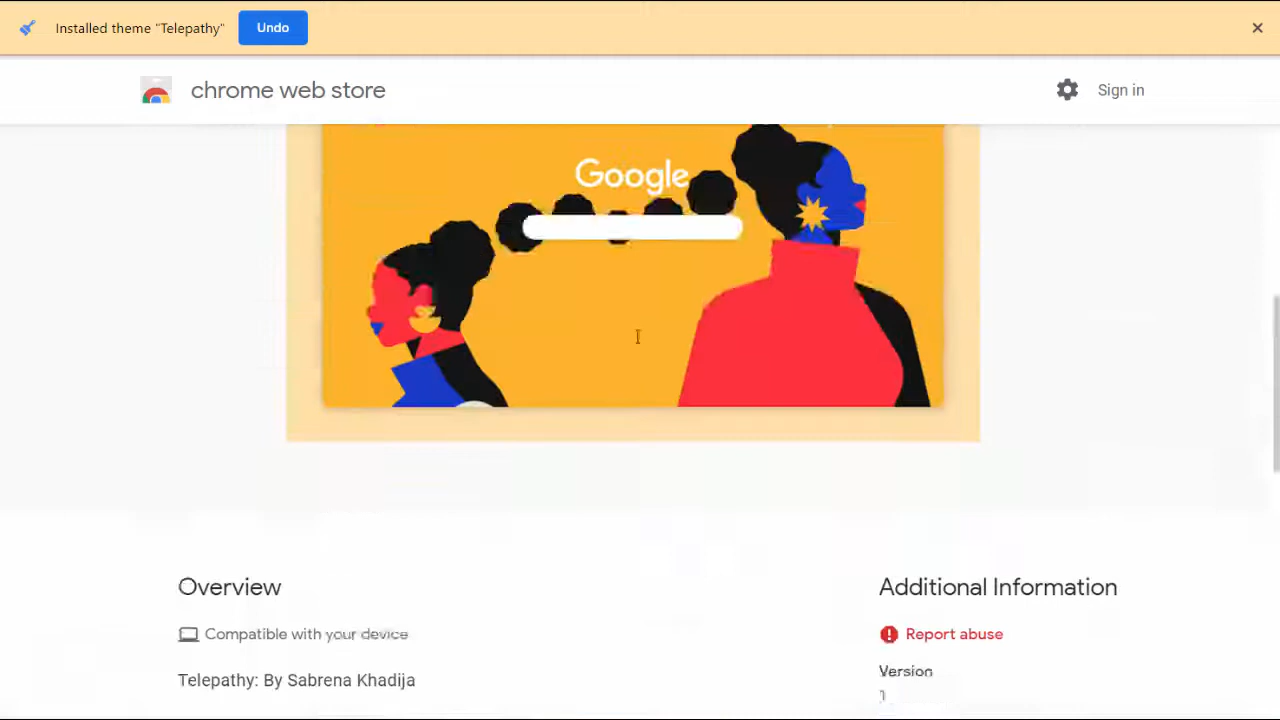 Installed theme "Telepathy"
Undo
chrome web store
Sign in
Google
Overview
Additional Information
Compatible with your device
Report abuse
Telepathy: By Sabrena Khadija
Version
1